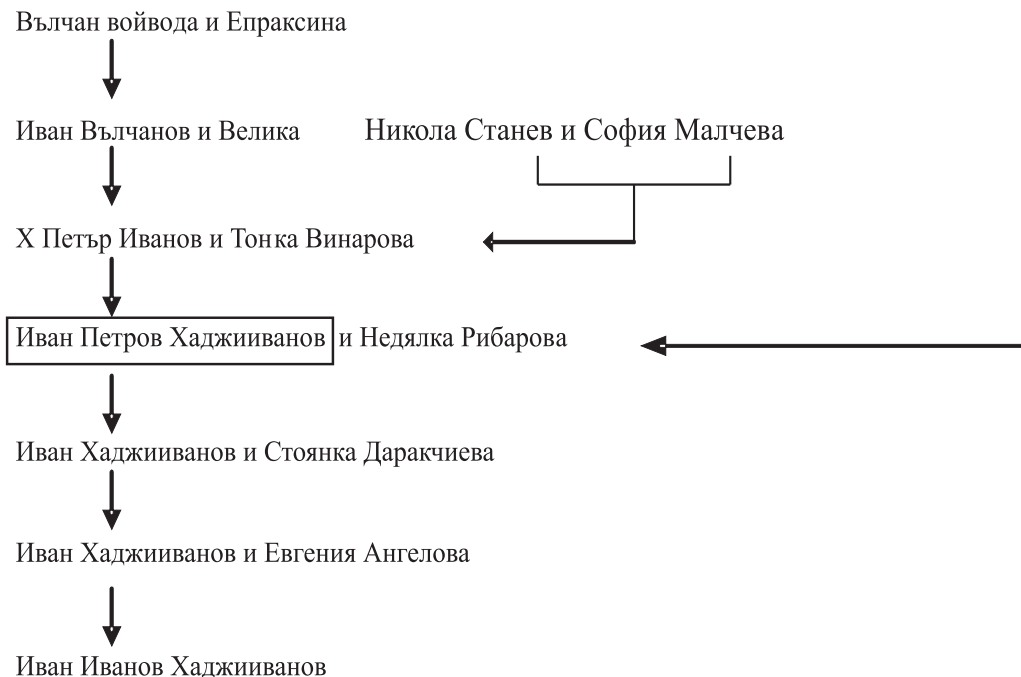 Вълчан войвода и Епраксина
Иван Вълчанов и Велика
Никола Станев и София Малчева
Х Петър Иванов и Тонка Винарова
Иван Петров Хаджииванов и Недялка Рибарова
Иван Хаджииванов и Стоянка Даракчиева
Иван Хаджииванов и Евгения Ангелова
Иван Иванов Хаджииванов